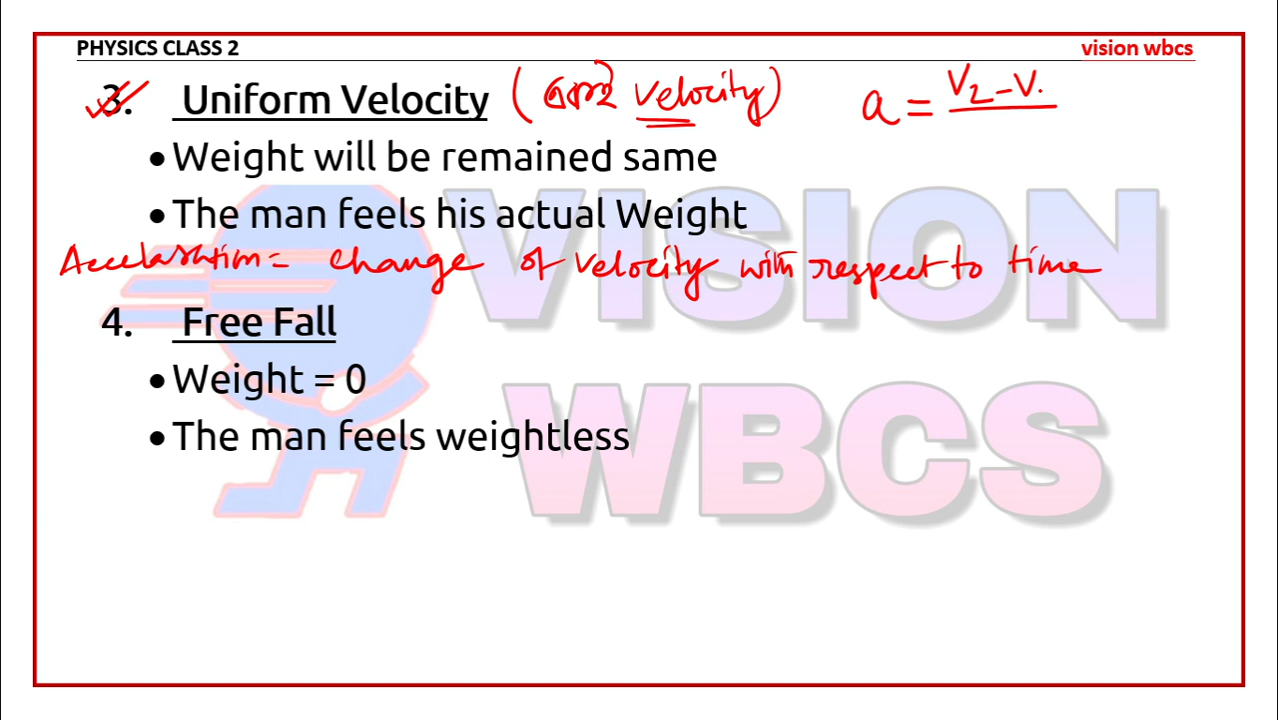 PHYSICS CLASS 2
vision wbcs
3. Uniform Velocity (একই velocity) a = V2 - V.
• Weight will be remained same
• The man feels his actual Weight
Accelaration = change of velocity with respect to time
4. Free Fall
• Weight = 0
• The man feels weightless
VISION
WBCS